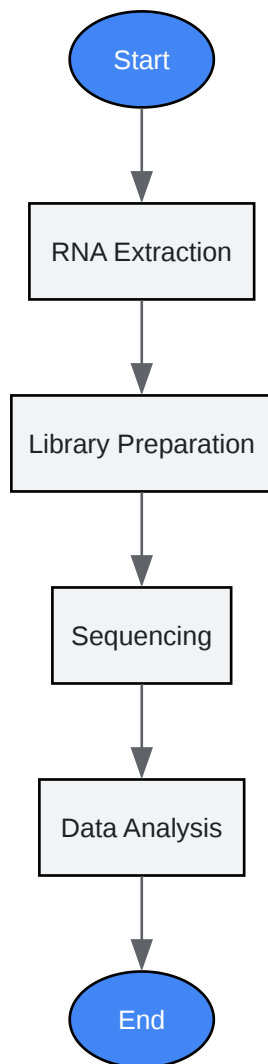 Start
RNA Extraction
Library Preparation
Sequencing
Data Analysis
End